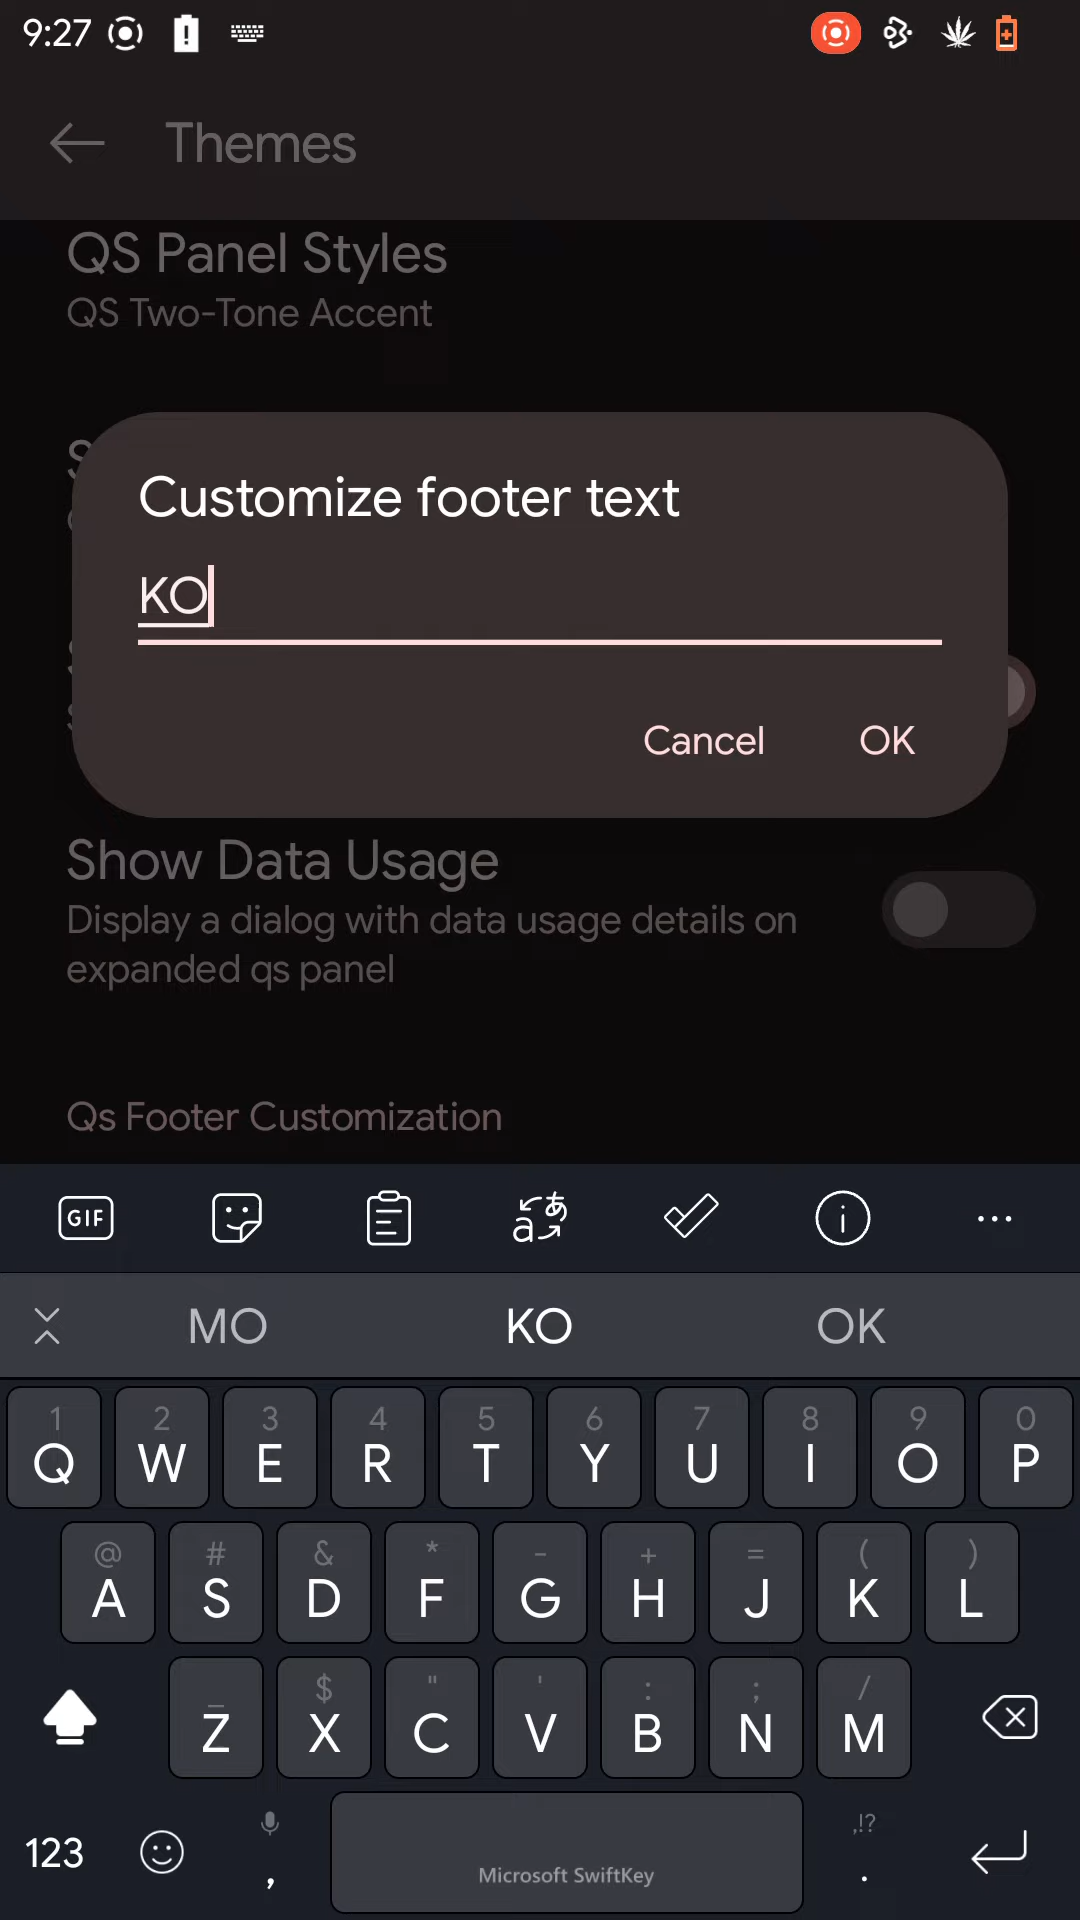 9:27
Themes
QS Panel Styles
QS Two-Tone Accent
Customize footer text
KO
Cancel OK
Show Data Usage
Display a dialog with data usage details on
expanded qs panel
Qs Footer Customization
GIF
MO KO OK
1 2 3 4 5 6 7 8 9 0
Q W E R T Y U I O P
@ # & * - + = ( )
A S D F G H J K L
_ $ " ' : ; /
Z X C V B N M
,!?
123 , Microsoft SwiftKey .